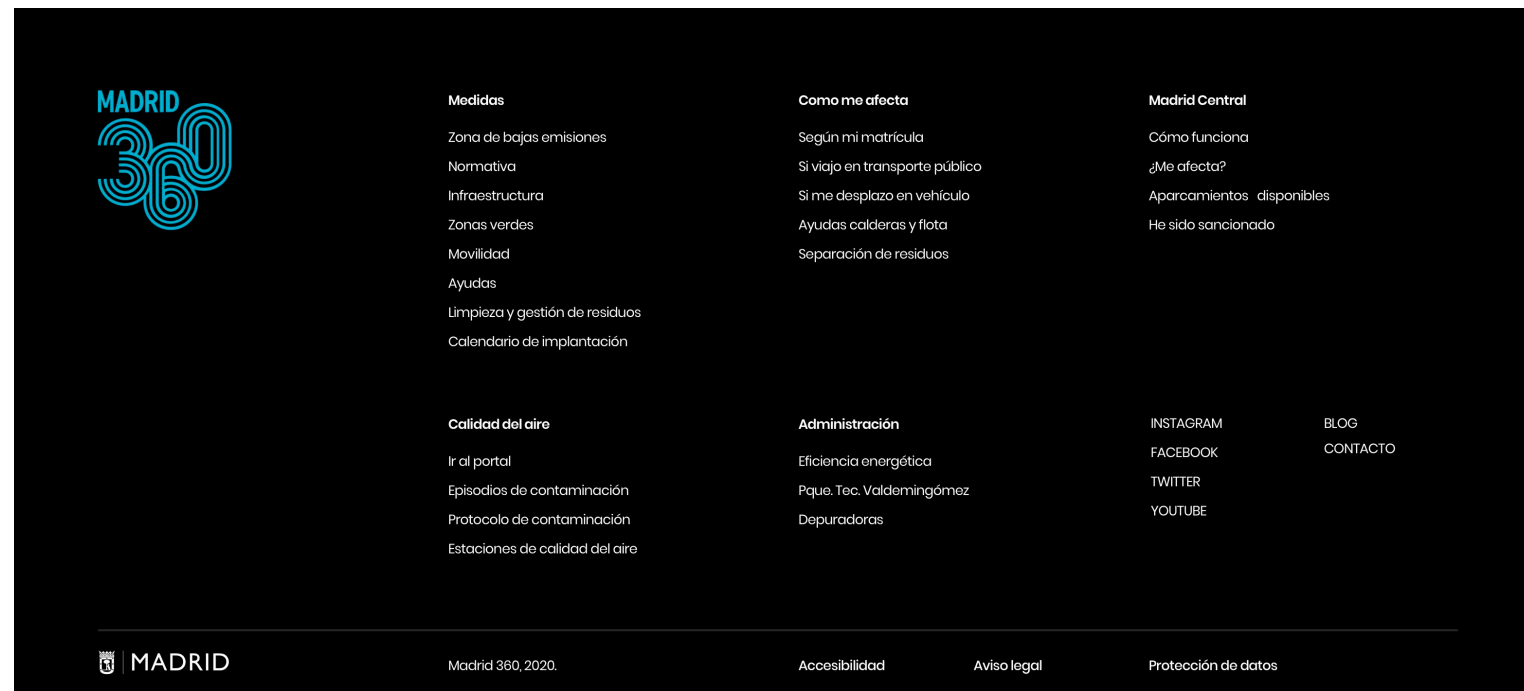 MADRID
360
Medidas
Zona de bajas emisiones
Normativa
Infraestructura
Zonas verdes
Movilidad
Ayudas
Limpieza y gestión de residuos
Calendario de implantación
Como me afecta
Según mi matrícula
Si viajo en transporte público
Si me desplazo en vehículo
Ayudas calderas y flota
Separación de residuos
Madrid Central
Cómo funciona
¿Me afecta?
Aparcamientos disponibles
He sido sancionado
Calidad del aire
Ir al portal
Episodios de contaminación
Protocolo de contaminación
Estaciones de calidad del aire
Administración
Eficiencia energética
Pque. Tec. Valdemingómez
Depuradoras
INSTAGRAM
FACEBOOK
TWITTER
YOUTUBE
BLOG
CONTACTO
MADRID
Madrid 360, 2020.
Accesibilidad
Aviso legal
Protección de datos